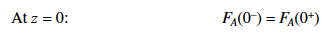 At z = 0: F_A(0⁻) = F_A(0⁺)